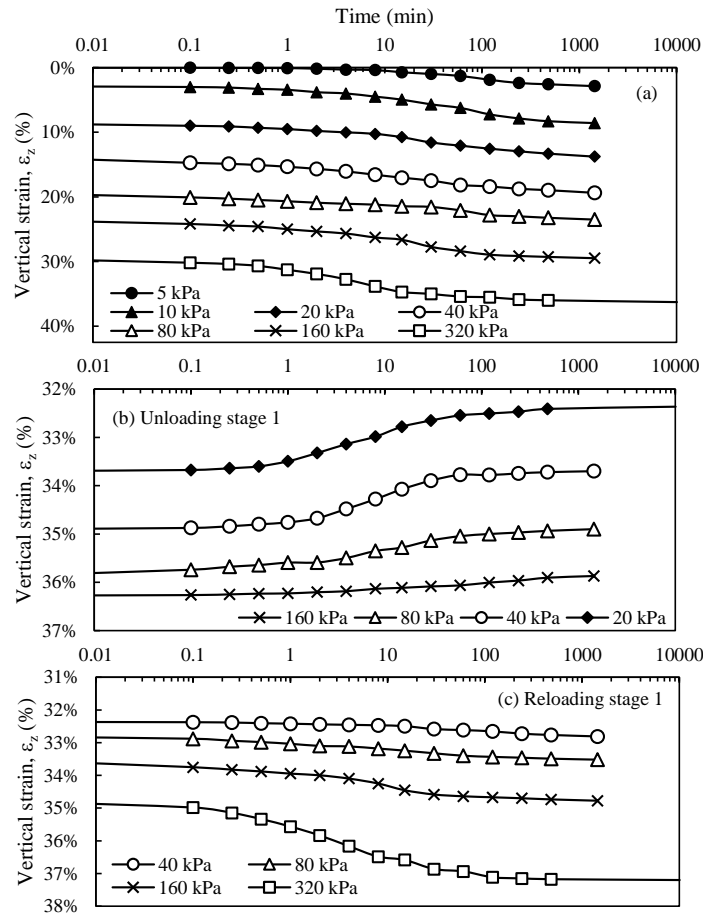 Time (min)
0.01 0.1 1 10 100 1000 10000
0%
10%
20%
30%
40%
Vertical strain, ε_z (%)
(a)
5 kPa
10 kPa 20 kPa 40 kPa
80 kPa 160 kPa 320 kPa
0.01 0.1 1 10 100 1000 10000
32%
33%
34%
35%
36%
37%
Vertical strain, ε_z (%)
(b) Unloading stage 1
160 kPa 80 kPa 40 kPa 20 kPa
0.01 0.1 1 10 100 1000 10000
31%
32%
33%
34%
35%
36%
37%
38%
Vertical strain, ε_z (%)
(c) Reloading stage 1
40 kPa 80 kPa
160 kPa 320 kPa